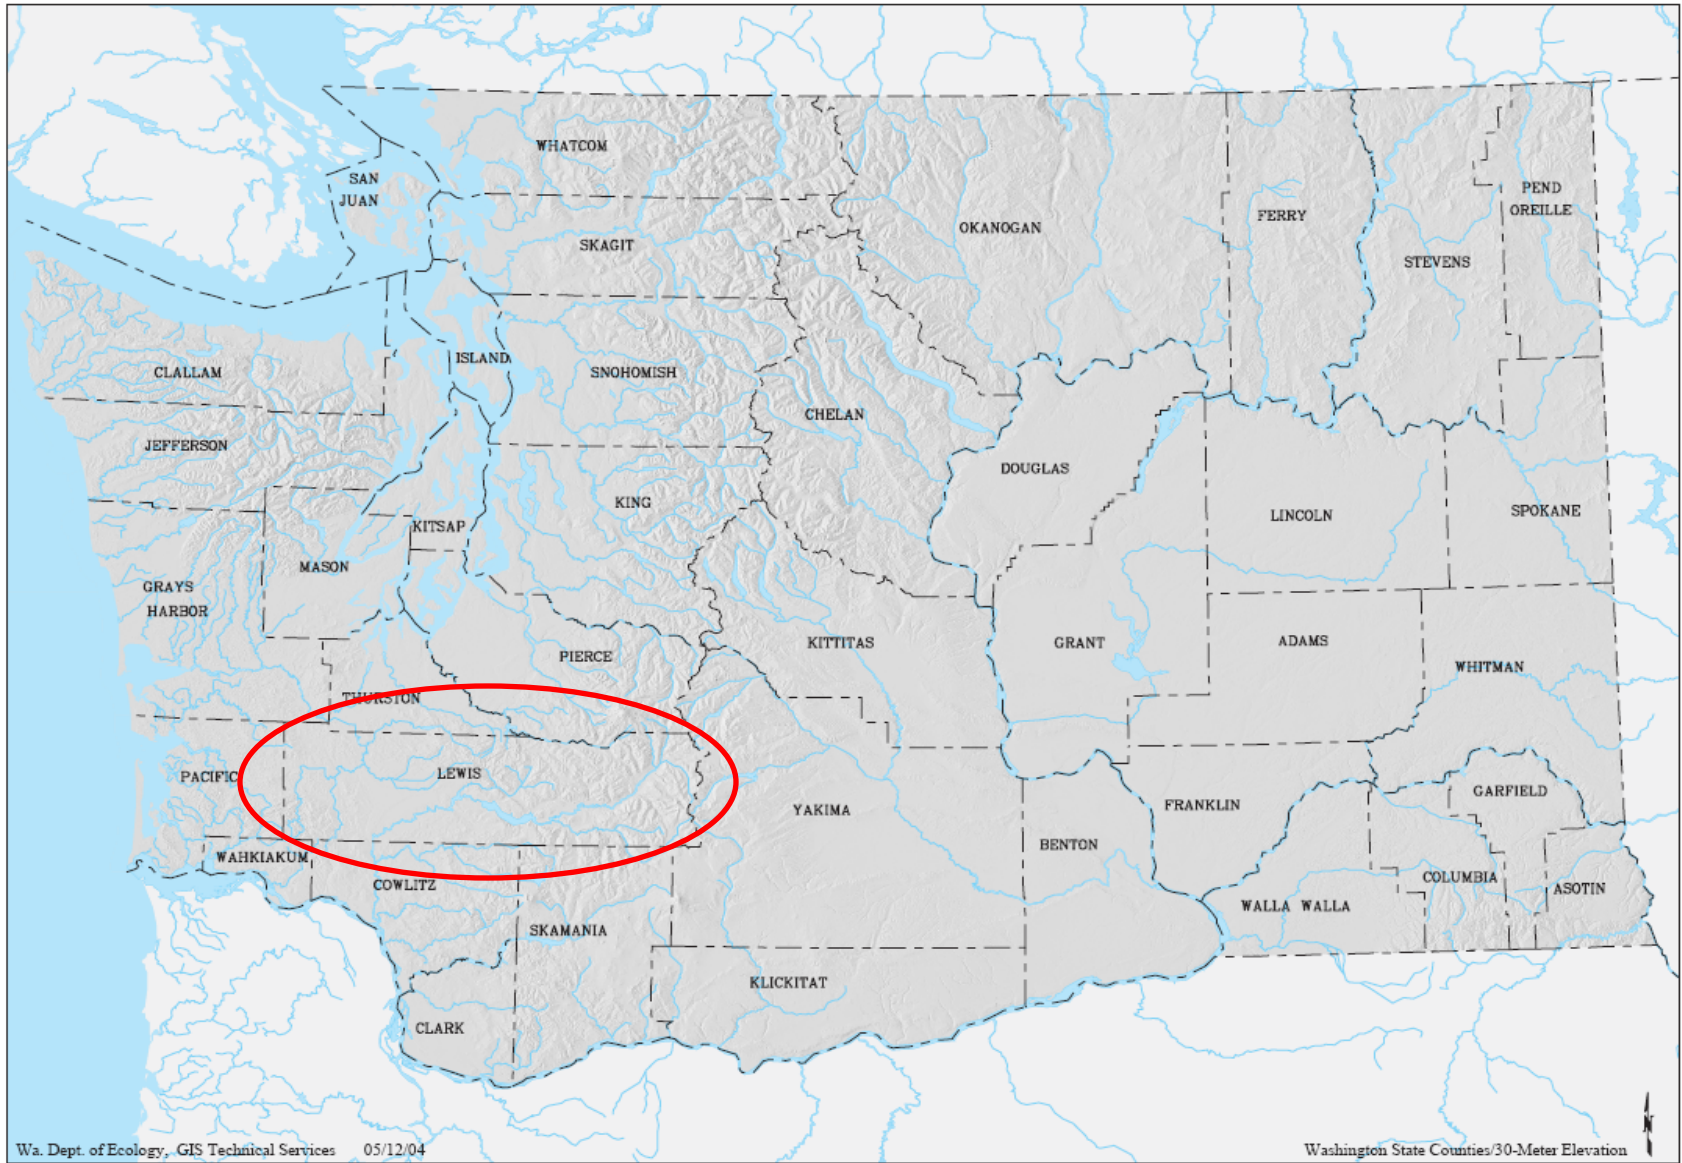 WHATCOM
SAN
JUAN
PEND
OREILLE
FERRY
OKANOGAN
SKAGIT
STEVENS
ISLAND
CLALLAM
SNOHOMISH
CHELAN
JEFFERSON
DOUGLAS
KING
SPOKANE
LINCOLN
KITSAP
MASON
GRAYS
HARBOR
KITTITAS
GRANT
ADAMS
PIERCE
WHITMAN
THURSTON
PACIFIC
LEWIS
GARFIELD
YAKIMA
FRANKLIN
BENTON
WAHKIAKUM
COWLITZ
COLUMBIA
ASOTIN
WALLA WALLA
SKAMANIA
KLICKITAT
CLARK
N
Wa. Dept. of Ecology, GIS Technical Services 05/12/04
Washington State Counties/30-Meter Elevation